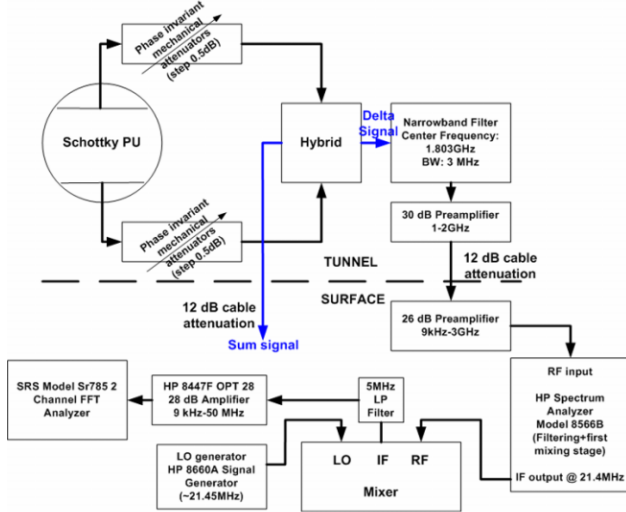 Phase invariant
mechanical
attenuators
(step 0.5dB)
Schottky PU
Hybrid
Delta
Signal
Narrowband Filter
Center Frequency:
1.803GHz
BW: 3 MHz
Phase invariant
mechanical
attenuators
(step 0.5dB)
30 dB Preamplifier
1-2GHz
TUNNEL
12 dB cable
attenuation
SURFACE
12 dB cable
attenuation
Sum signal
26 dB Preamplifier
9kHz-3GHz
SRS Model Sr785 2
Channel FFT
Analyzer
HP 8447F OPT 28
28 dB Amplifier
9 kHz-50 MHz
5MHz
LP
Filter
RF input
HP Spectrum
Analyzer
Model 8566B
(Filtering+first
mixing stage)
IF output @ 21.4MHz
LO generator
HP 8660A Signal
Generator
(~21.45MHz)
LO IF RF
Mixer